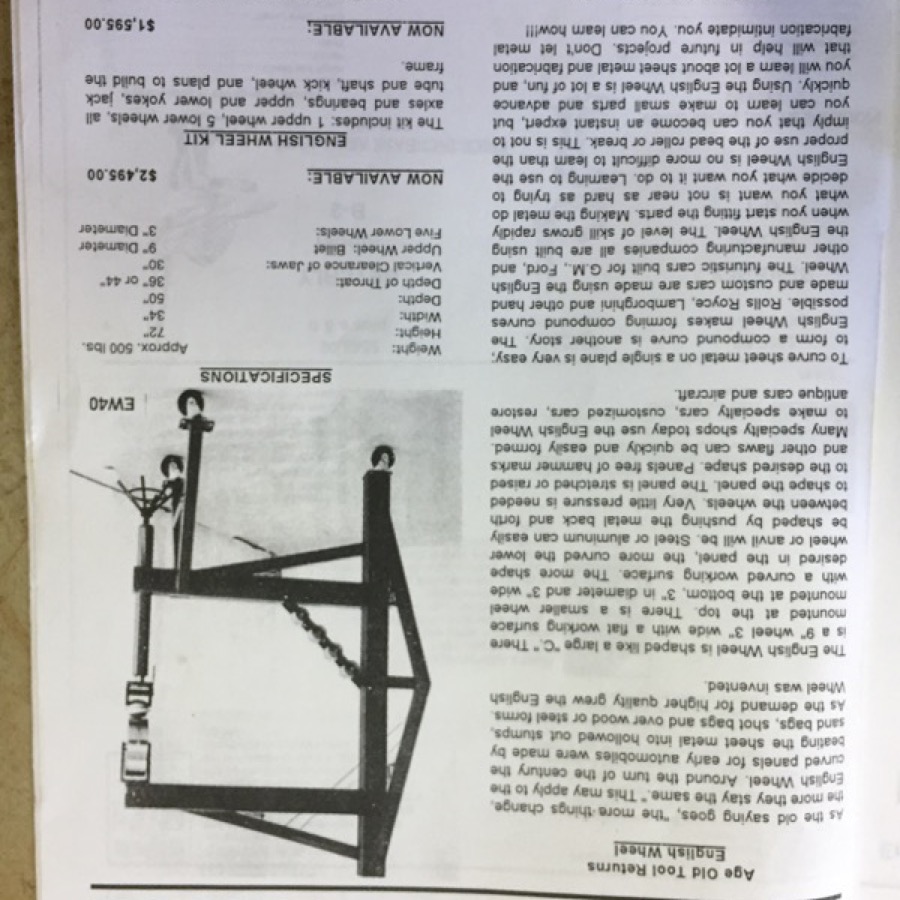 Age Old Tool Returns
English Wheel
As the old saying goes, "the more things change,
the more they stay the same." This may apply to the
English Wheel. Around the turn of the century the
curved panels for early automobiles were made by
beating the sheet metal into hollowed out stumps,
sand bags, shot bags and over wood or steel forms.
As the demand for higher quality grew the English
Wheel was invented.
The English Wheel is shaped like a large "C." There
is a 9" wheel 3" wide with a flat working surface
mounted at the top. There is a smaller wheel
mounted at the bottom, 3" in diameter and 3" wide
with a curved working surface. The more shape
desired in the panel, the more curved the lower
wheel or anvil will be. Steel or aluminum can easily
be shaped by pushing the metal back and forth
between the wheels. Very little pressure is needed
to shape the panel. The panel is stretched or raised
to the desired shape. Panels free of hammer marks
and other flaws can be quickly and easily formed.
Many specialty shops today use the English Wheel
to make specialty cars, customized cars, restore
antique cars and aircraft.
To curve sheet metal on a single plane is very easy;
to form a compound curve is another story. The
English Wheel makes forming compound curves
possible. Rolls Royce, Lamborghini and other hand
made and custom cars are made using the English
Wheel. The futuristic cars built for G.M., Ford, and
other manufacturing companies all are built using
the English Wheel. The level of skill grows rapidly
when you start fitting the parts. Making the metal do
what you want is not near as hard as trying to
decide what you want it to do. Learning to use the
English Wheel is no more difficult to learn than the
proper use of the bead roller or break. This is not to
imply that you can become an instant expert, but
you can learn to make small parts and advance
quickly. Using the English Wheel is a lot of fun, and
you will learn a lot about sheet metal and fabrication
that will help in future projects. Don't let metal
fabrication intimidate you. You can learn how!!!!
EW40
SPECIFICATIONS
Weight: Approx. 500 lbs.
Height: 72"
Width: 34"
Depth: 50"
Depth of Throat: 36" or 44"
Vertical Clearance of Jaws: 30"
Upper Wheel: Billet 9" Diameter
Five Lower Wheels: 3" Diameter
NOW AVAILABLE: $2,495.00
ENGLISH WHEEL KIT
The kit includes: 1 upper wheel, 5 lower wheels, all
axles and bearings, upper and lower yokes, jack
tube and shaft, kick wheel, and plans to build the
frame.
NOW AVAILABLE: $1,595.00